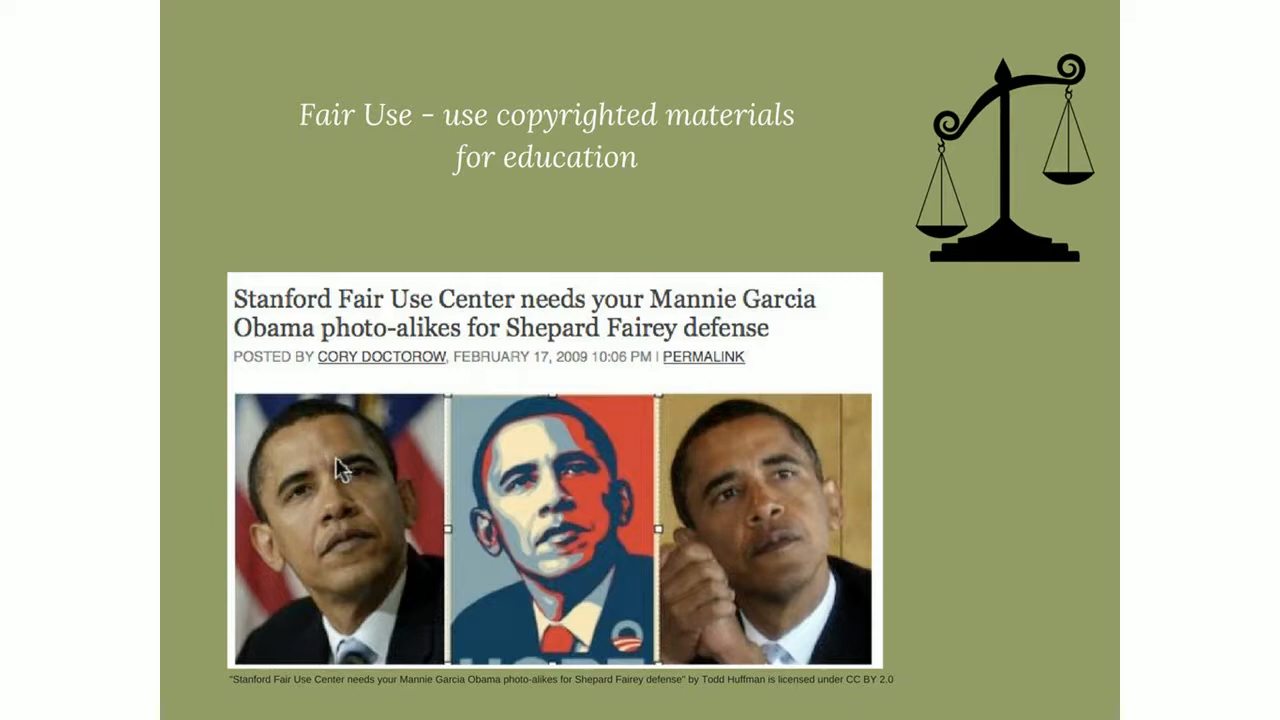 Fair Use - use copyrighted materials
for education
Stanford Fair Use Center needs your Mannie Garcia
Obama photo-alikes for Shepard Fairey defense
POSTED BY CORY DOCTOROW, FEBRUARY 17, 2009 10:06 PM | PERMALINK
HOPE
"Stanford Fair Use Center needs your Mannie Garcia Obama photo-alikes for Shepard Fairey defense" by Todd Huffman is licensed under CC BY 2.0